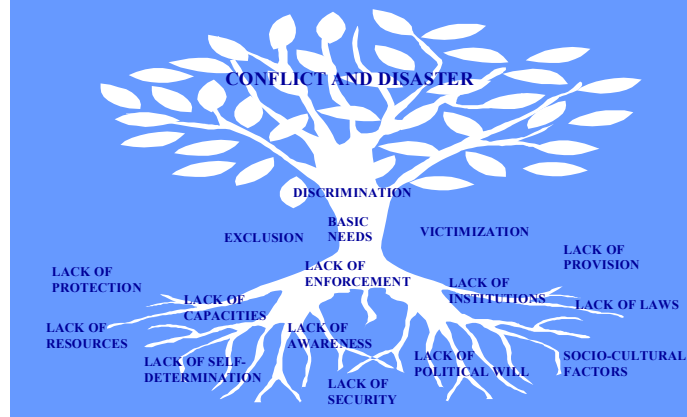 CONFLICT AND DISASTER
DISCRIMINATION
BASIC
NEEDS
EXCLUSION
VICTIMIZATION
LACK OF
PROVISION
LACK OF
ENFORCEMENT
LACK OF
PROTECTION
LACK OF
INSTITUTIONS
LACK OF
CAPACITIES
LACK OF LAWS
LACK OF
RESOURCES
LACK OF
AWARENESS
LACK OF SELF-
DETERMINATION
LACK OF
POLITICAL WILL
SOCIO-CULTURAL
FACTORS
LACK OF
SECURITY